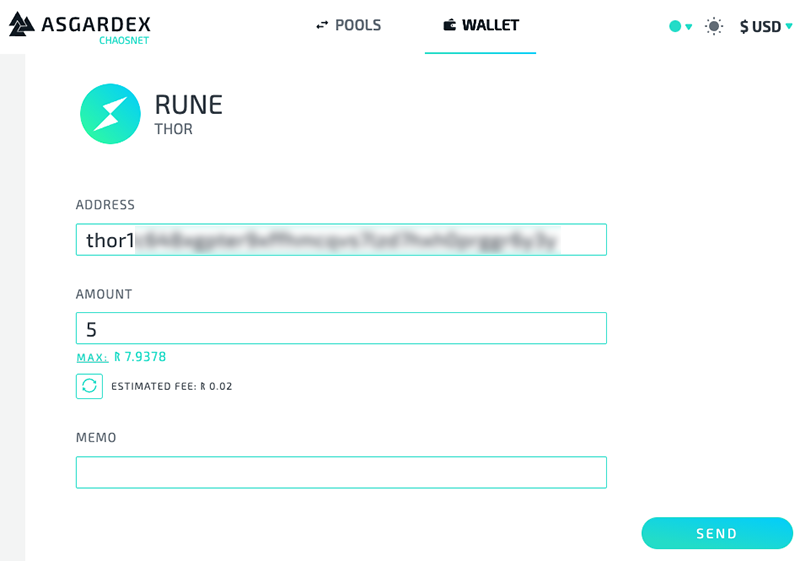 ASGARDEX
CHAOSNET
POOLS
WALLET
$ USD
RUNE
THOR
ADDRESS
thor1
AMOUNT
5
MAX: ᚱ 7.9378
ESTIMATED FEE: ᚱ 0.02
MEMO
SEND